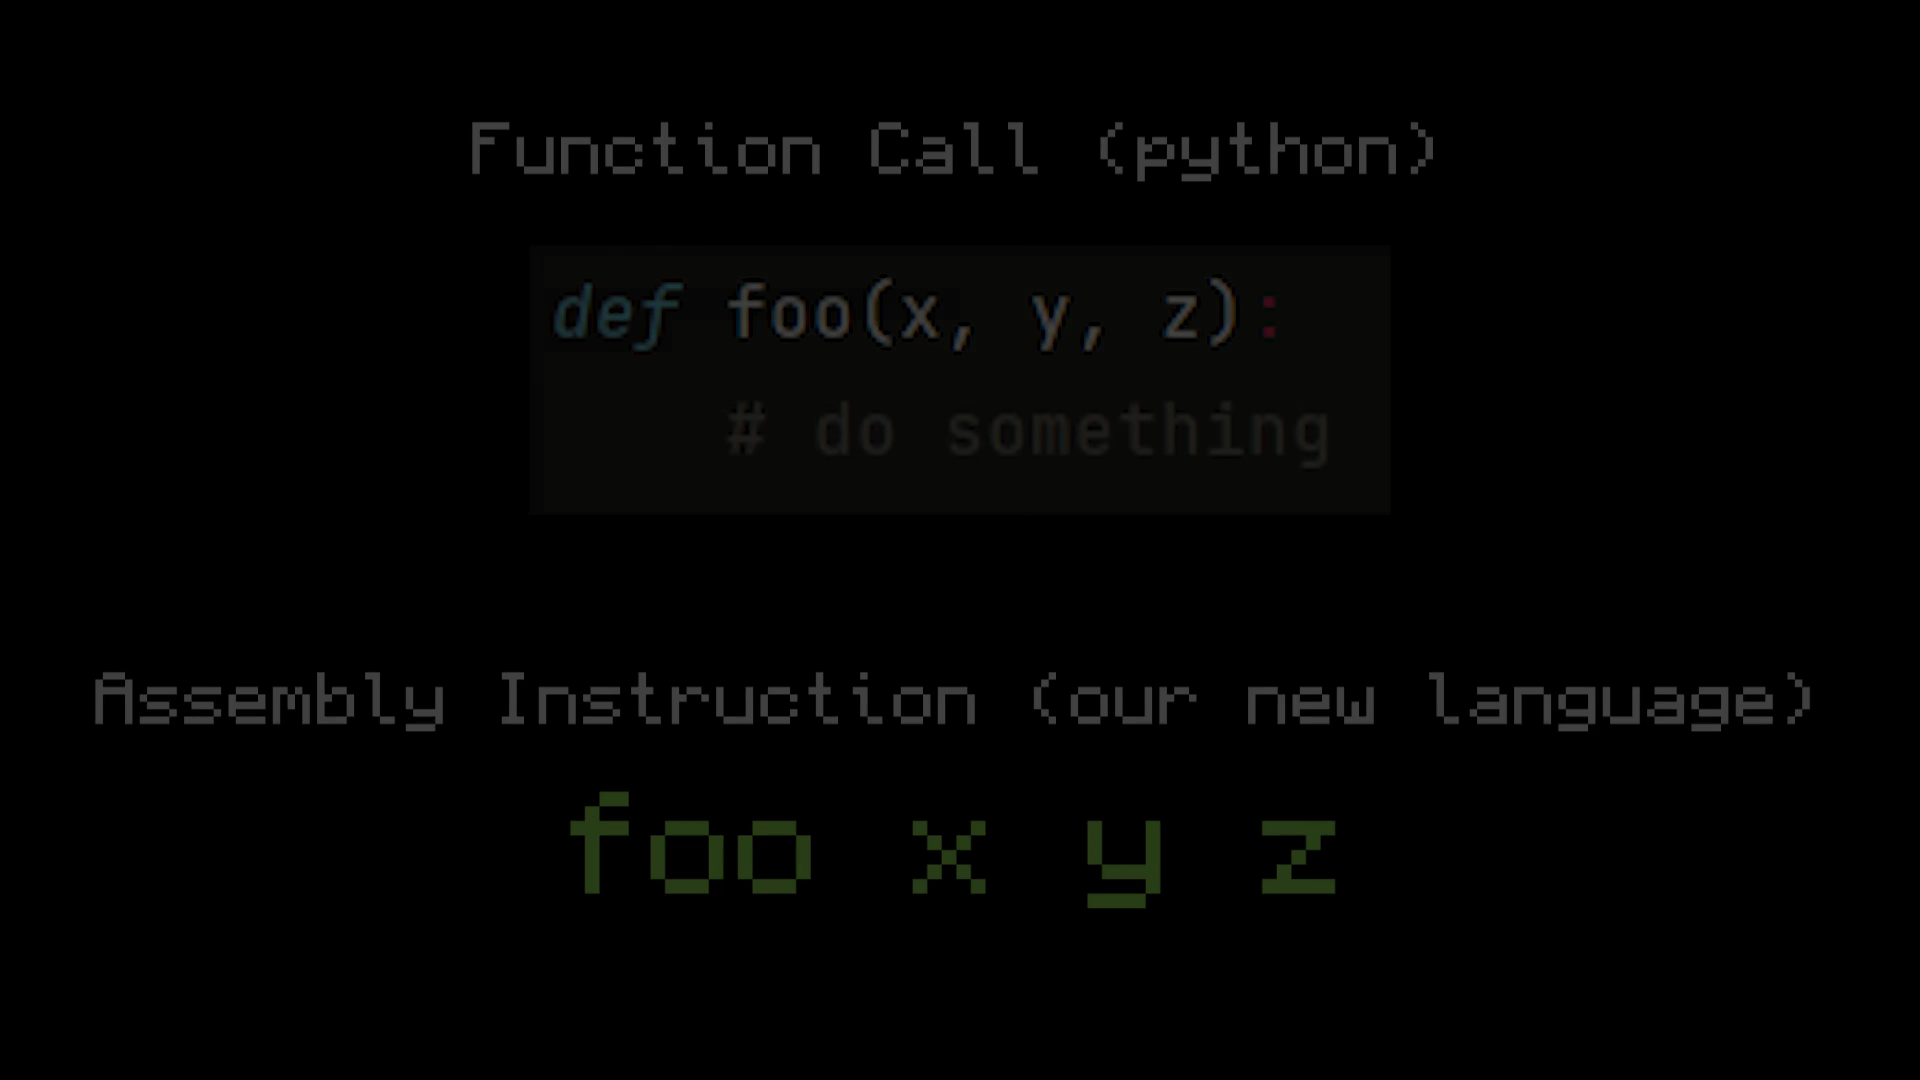 Function Call (python)
def foo(x, y, z):
# do something
Assembly Instruction (our new language)
foo x y z